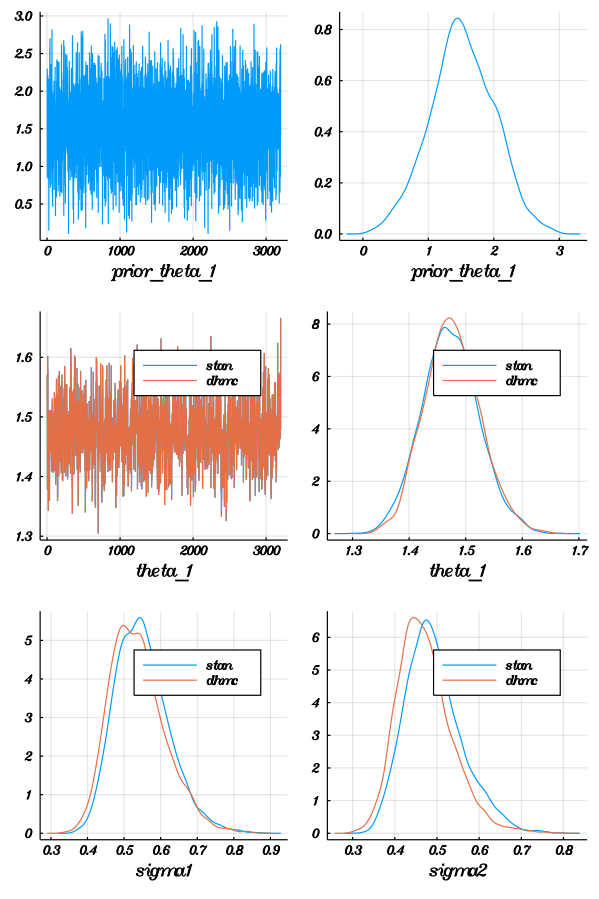 3.0
2.5
2.0
1.5
1.0
0.5
0 1000 2000 3000
prior_theta_1
0.8
0.6
0.4
0.2
0.0
0 1 2 3
prior_theta_1
1.6
1.5
1.4
1.3
stan
dhmc
0 1000 2000 3000
theta_1
8
6
4
2
0
stan
dhmc
1.3 1.4 1.5 1.6 1.7
theta_1
5
4
3
2
1
0
stan
dhmc
0.3 0.4 0.5 0.6 0.7 0.8 0.9
sigma1
6
5
4
3
2
1
0
stan
dhmc
0.3 0.4 0.5 0.6 0.7 0.8
sigma2